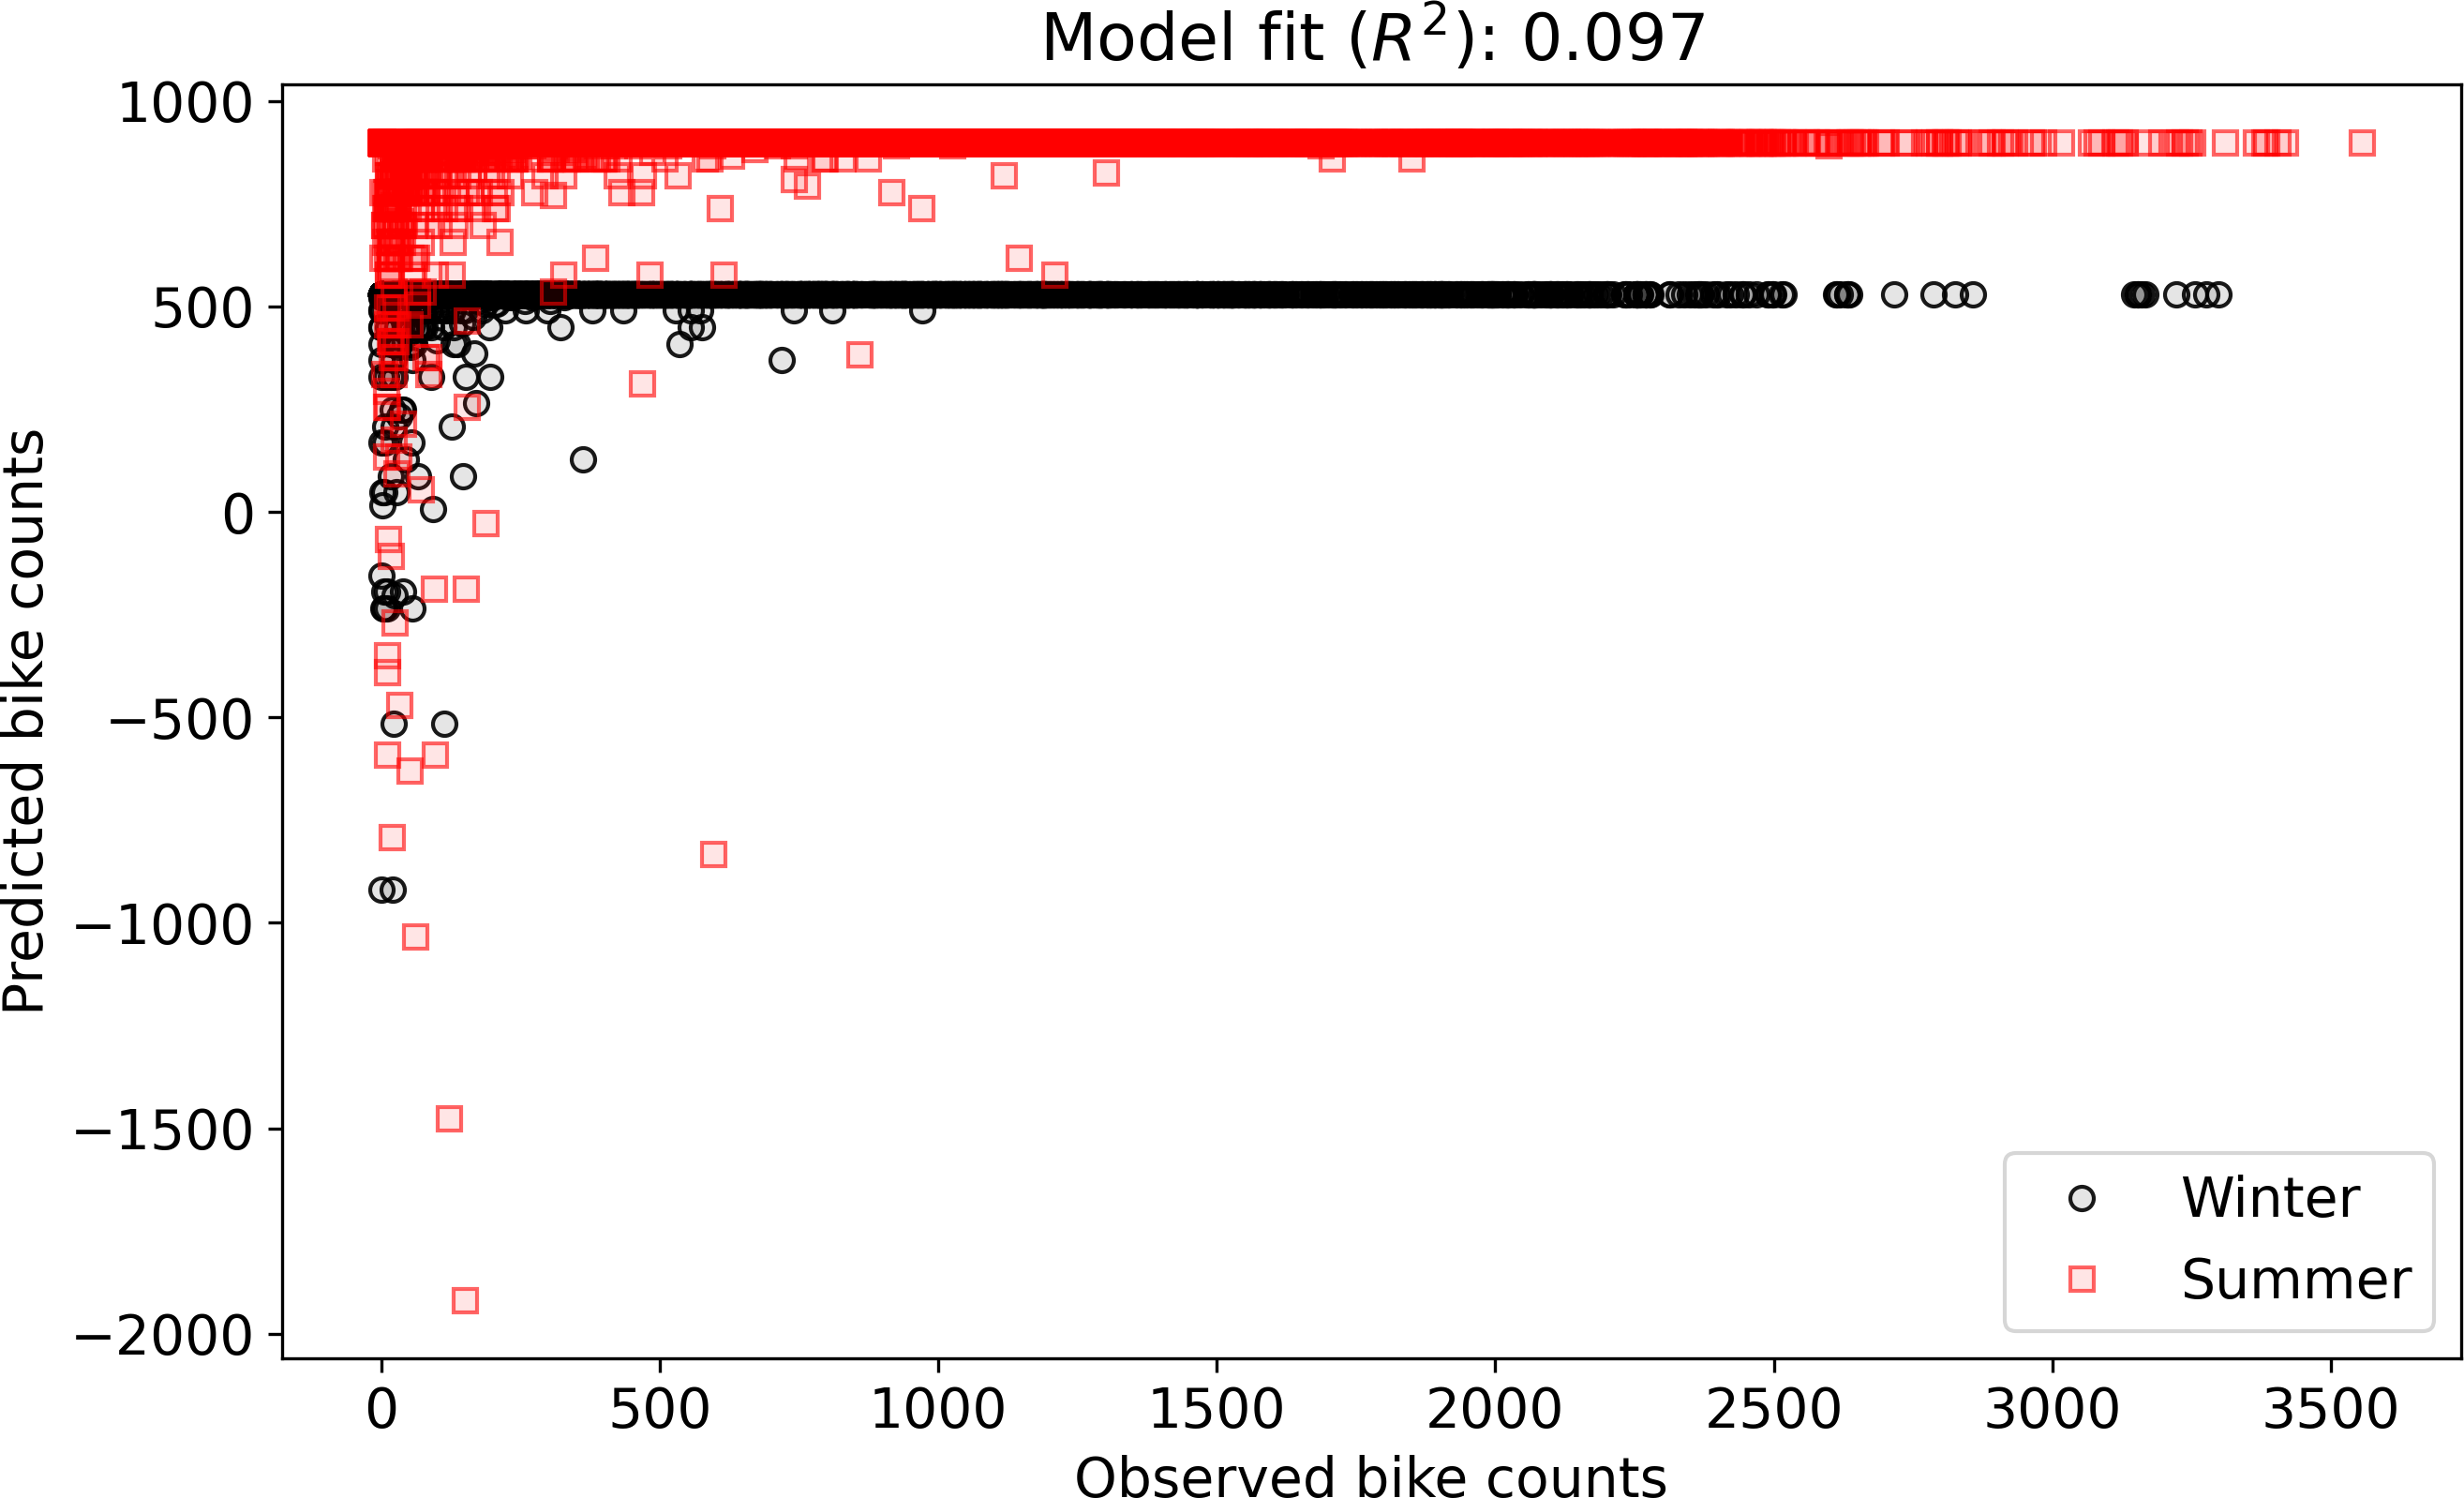 Model fit (R²): 0.097
Predicted bike counts
1000
500
0
−500
−1000
−1500
−2000
0 500 1000 1500 2000 2500 3000 3500
Observed bike counts
Winter
Summer